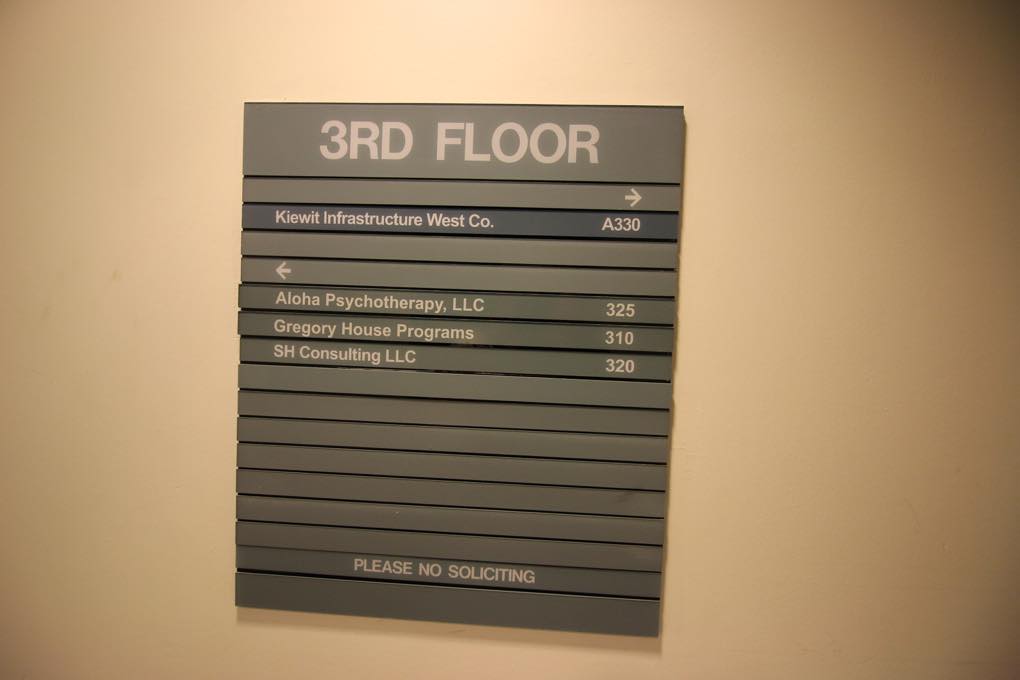 3RD FLOOR
→
Kiewit Infrastructure West Co. A330
←
Aloha Psychotherapy, LLC 325
Gregory House Programs 310
SH Consulting LLC 320
PLEASE NO SOLICITING